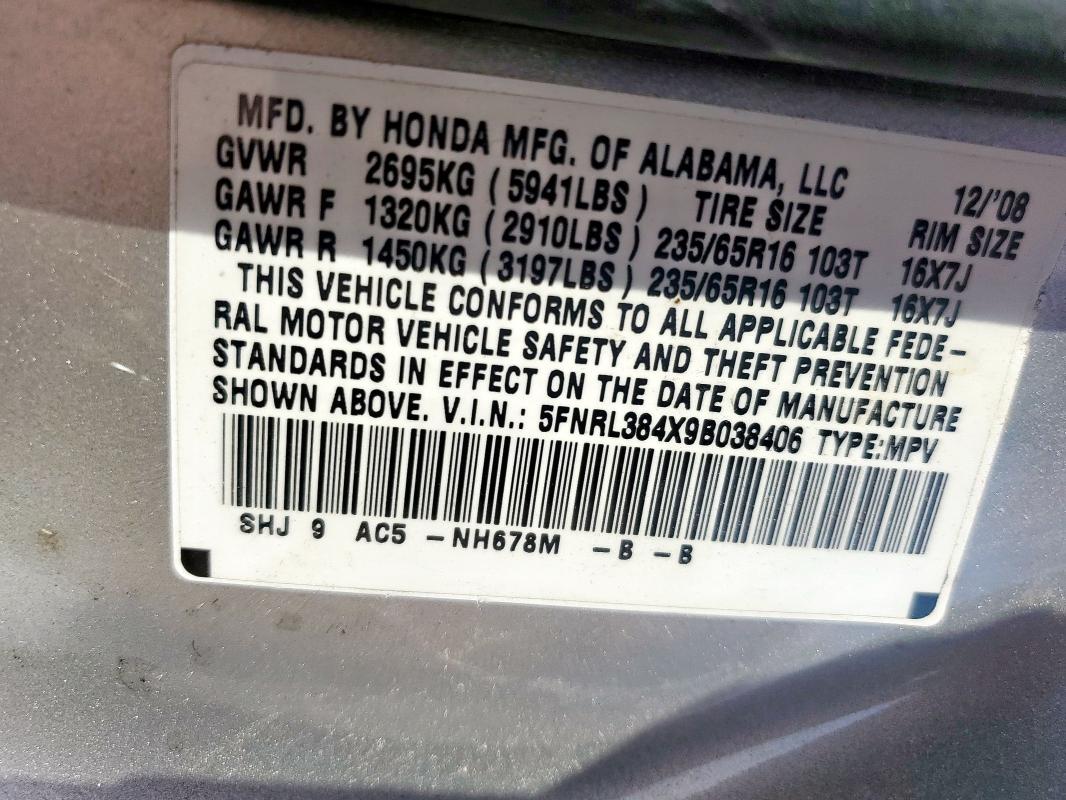 MFD. BY HONDA MFG. OF ALABAMA, LLC 12/'08
GVWR 2695KG ( 5941LBS ) TIRE SIZE RIM SIZE
GAWR F 1320KG ( 2910LBS ) 235/65R16 103T 16X7J
GAWR R 1450KG ( 3197LBS ) 235/65R16 103T 16X7J
THIS VEHICLE CONFORMS TO ALL APPLICABLE FEDE-
RAL MOTOR VEHICLE SAFETY AND THEFT PREVENTION
STANDARDS IN EFFECT ON THE DATE OF MANUFACTURE
SHOWN ABOVE. V.I.N.: 5FNRL384X9B038406 TYPE:MPV
SHJ 9 AC5 -NH678M -B -B